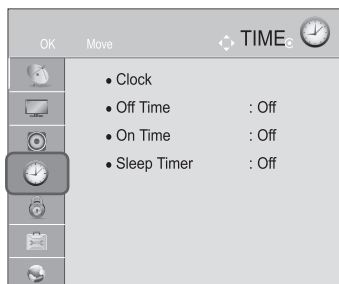 TIME
OK Move
• Clock
• Off Time : Off
• On Time : Off
• Sleep Timer : Off